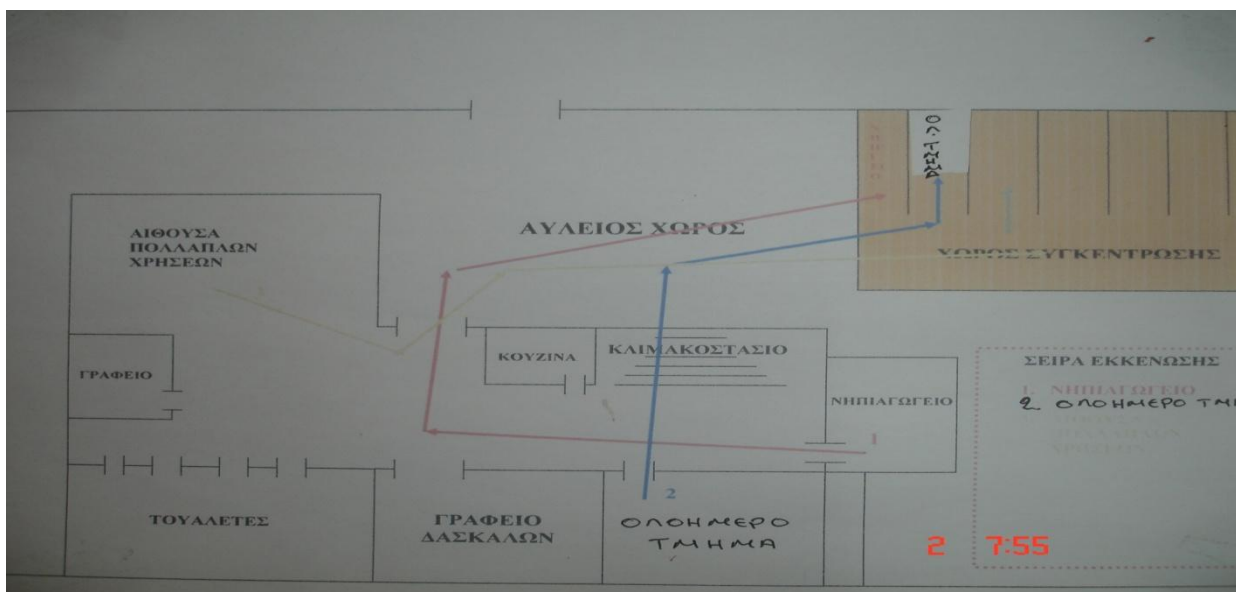 ΑΙΘΟΥΣΑ
ΠΟΛΛΑΠΛΩΝ
ΧΡΗΣΕΩΝ
ΑΥΛΕΙΟΣ ΧΩΡΟΣ
ΧΩΡΟΣ ΣΥΓΚΕΝΤΡΩΣΗΣ
ΓΡΑΦΕΙΟ
ΚΟΥΖΙΝΑ
ΚΛΙΜΑΚΟΣΤΑΣΙΟ
ΝΗΠΙΑΓΩΓΕΙΟ
ΣΕΙΡΑ ΕΚΚΕΝΩΣΗΣ
1. ΝΗΠΙΑΓΩΓΕΙΟ
2. ΟΛΟΗΜΕΡΟ ΤΜ
1
2
ΤΟΥΑΛΕΤΕΣ
ΓΡΑΦΕΙΟ
ΔΑΣΚΑΛΩΝ
ΟΛΟΗΜΕΡΟ
ΤΜΗΜΑ
2 7:55